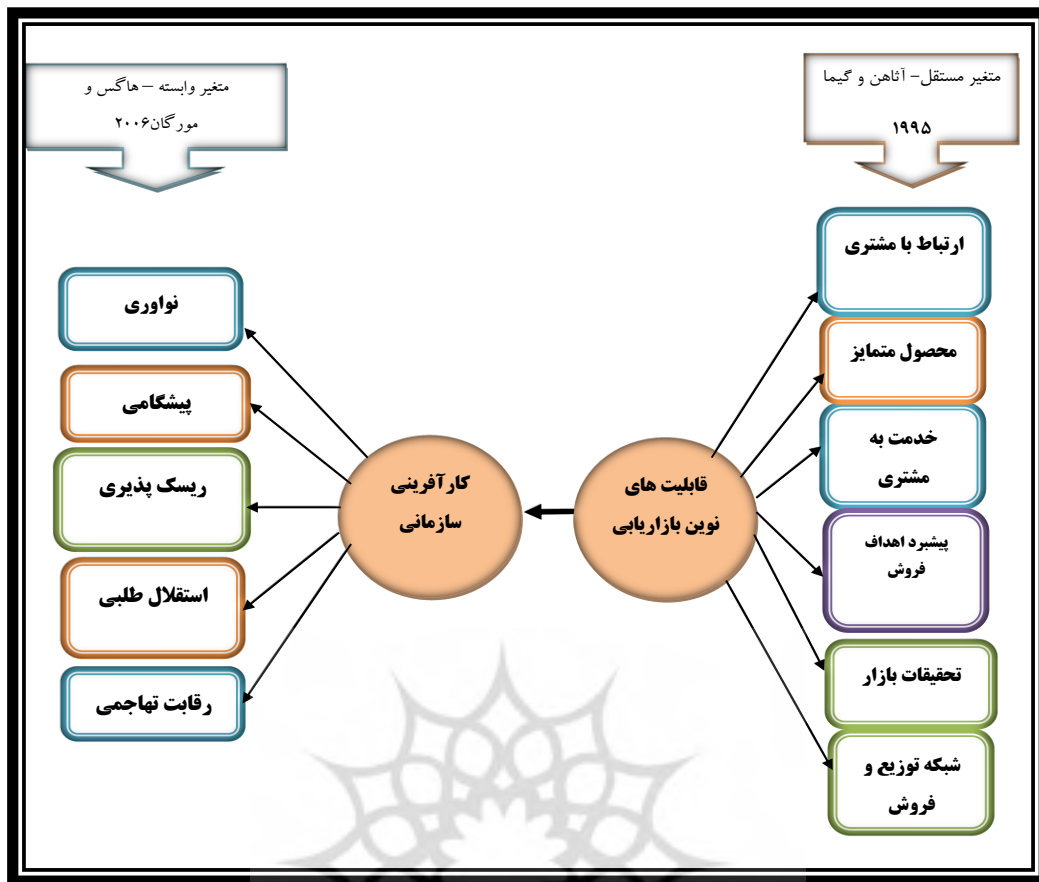 متغیر مستقل– آثاهن و گیما
۱۹۹۵
متغیر وابسته – هاگس و
مورگان۲۰۰۶
ارتباط با مشتری
محصول متمایز
خدمت به
مشتری
پیشبرد اهداف
فروش
تحقیقات بازار
شبکه توزیع و
فروش
قابلیت های
نوین بازاریابی
کارآفرینی
سازمانی
نواوری
پیشگامی
ریسک پذیری
استقلال طلبی
رقابت تهاجمی